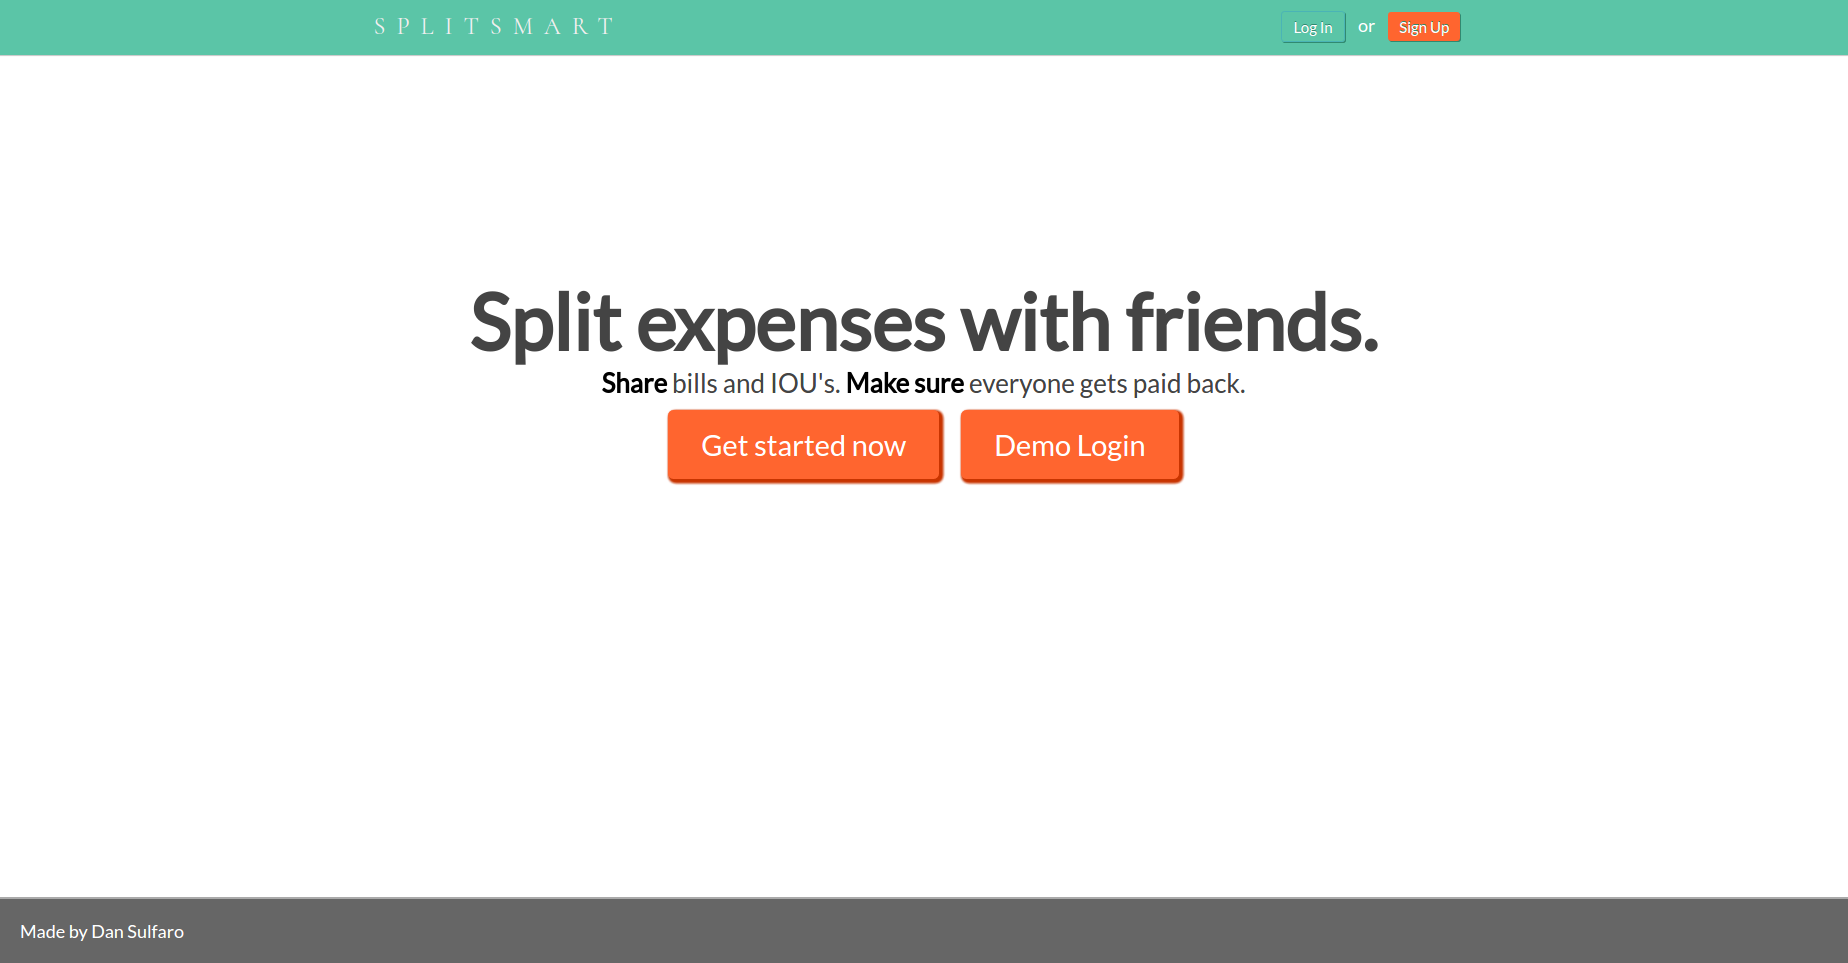 SPLITSMART
Log In or Sign Up
Split expenses with friends.
Share bills and IOU's. Make sure everyone gets paid back.
Get started now Demo Login
Made by Dan Sulfaro